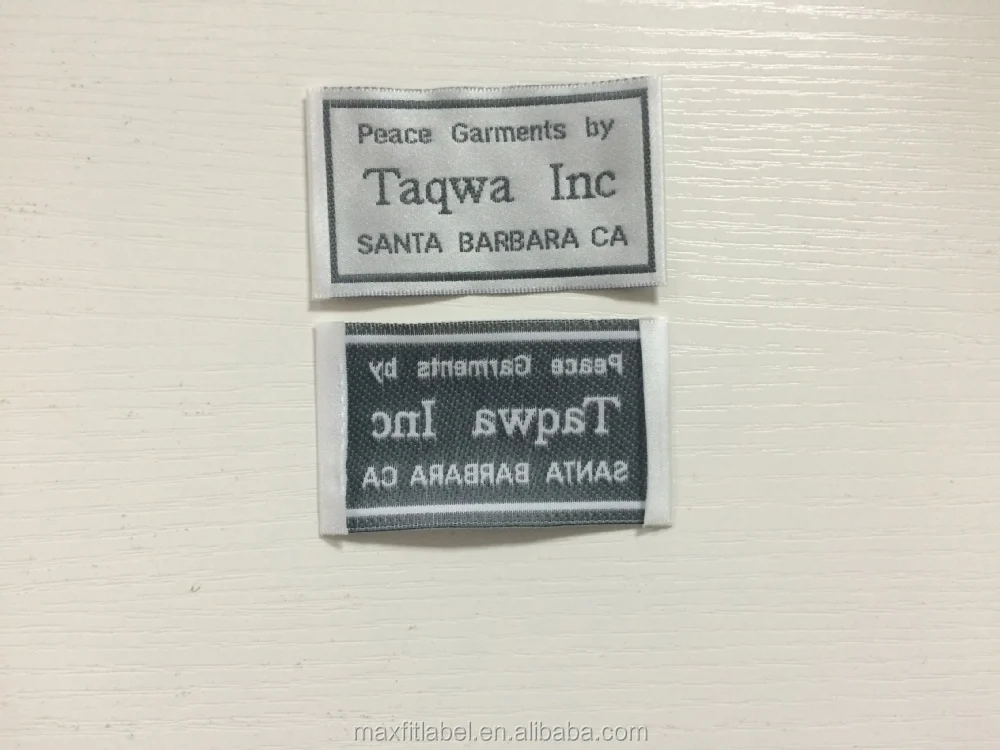 Peace Garments by
Taqwa Inc
SANTA BARBARA CA
Peace Garments by
Taqwa Inc
SANTA BARBARA CA
maxfitlabel.en.alibaba.com